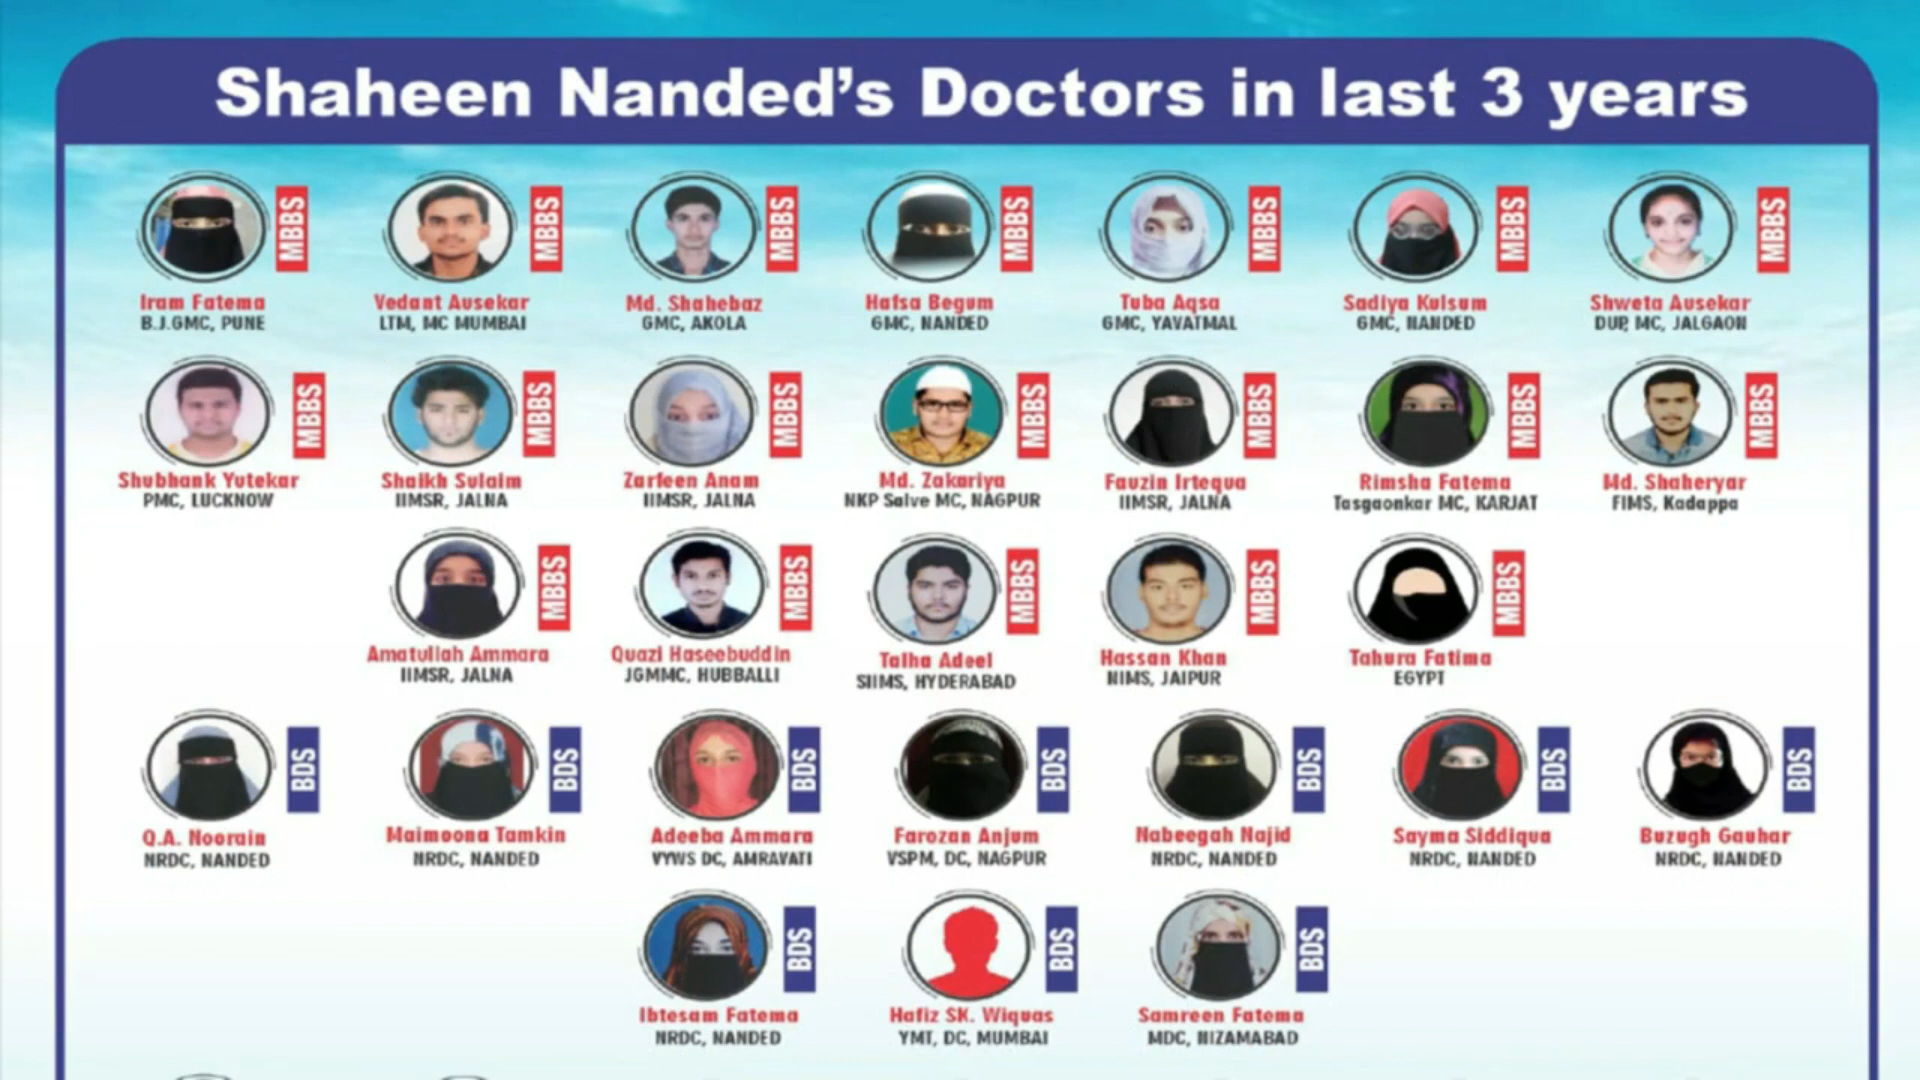 Shaheen Nanded's Doctors in last 3 years
MBBS MBBS MBBS MBBS MBBS MBBS MBBS
Iram Fatema Vedant Ausekar Md. Shahebaz Hafsa Begum Tuba Aqsa Sadiya Kulsum Shweta Ausekar
B.J.GMC, PUNE LTM, MC MUMBAI GMC, AKOLA GMC, NANDED GMC, YAVATMAL GMC, NANDED DUP, MC, JALGAON
MBBS MBBS MBBS MBBS MBBS MBBS MBBS
Shubhank Yutekar Shaikh Sulaim Zarfeen Anam Md. Zakariya Fauzin Irtequa Rimsha Fatema Md. Shaheryar
PMC, LUCKNOW IIMSR, JALNA IIMSR, JALNA NKP Salve MC, NAGPUR IIMSR, JALNA Tasgaonkar MC, KARJAT FIMS, Kadappa
MBBS MBBS MBBS MBBS MBBS
Amatullah Ammara Quazi Haseebuddin Talha Adeel Hassan Khan Tahura Fatima
IIMSR, JALNA JGMMC, HUBBALLI SIIMS, HYDERABAD NIMS, JAIPUR EGYPT
BDS BDS BDS BDS BDS BDS BDS
Q.A. Noorain Maimoona Tamkin Adeeba Ammara Farozan Anjum Nabeegah Najid Sayma Siddiqua Buzugh Gauhar
NRDC, NANDED NRDC, NANDED VYWS DC, AMRAVATI VSPM, DC, NAGPUR NRDC, NANDED NRDC, NANDED NRDC, NANDED
BDS BDS BDS
Ibtesam Fatema Hafiz SK. Wiquas Samreen Fatema
NRDC, NANDED YMT, DC, MUMBAI MDC, NIZAMABAD